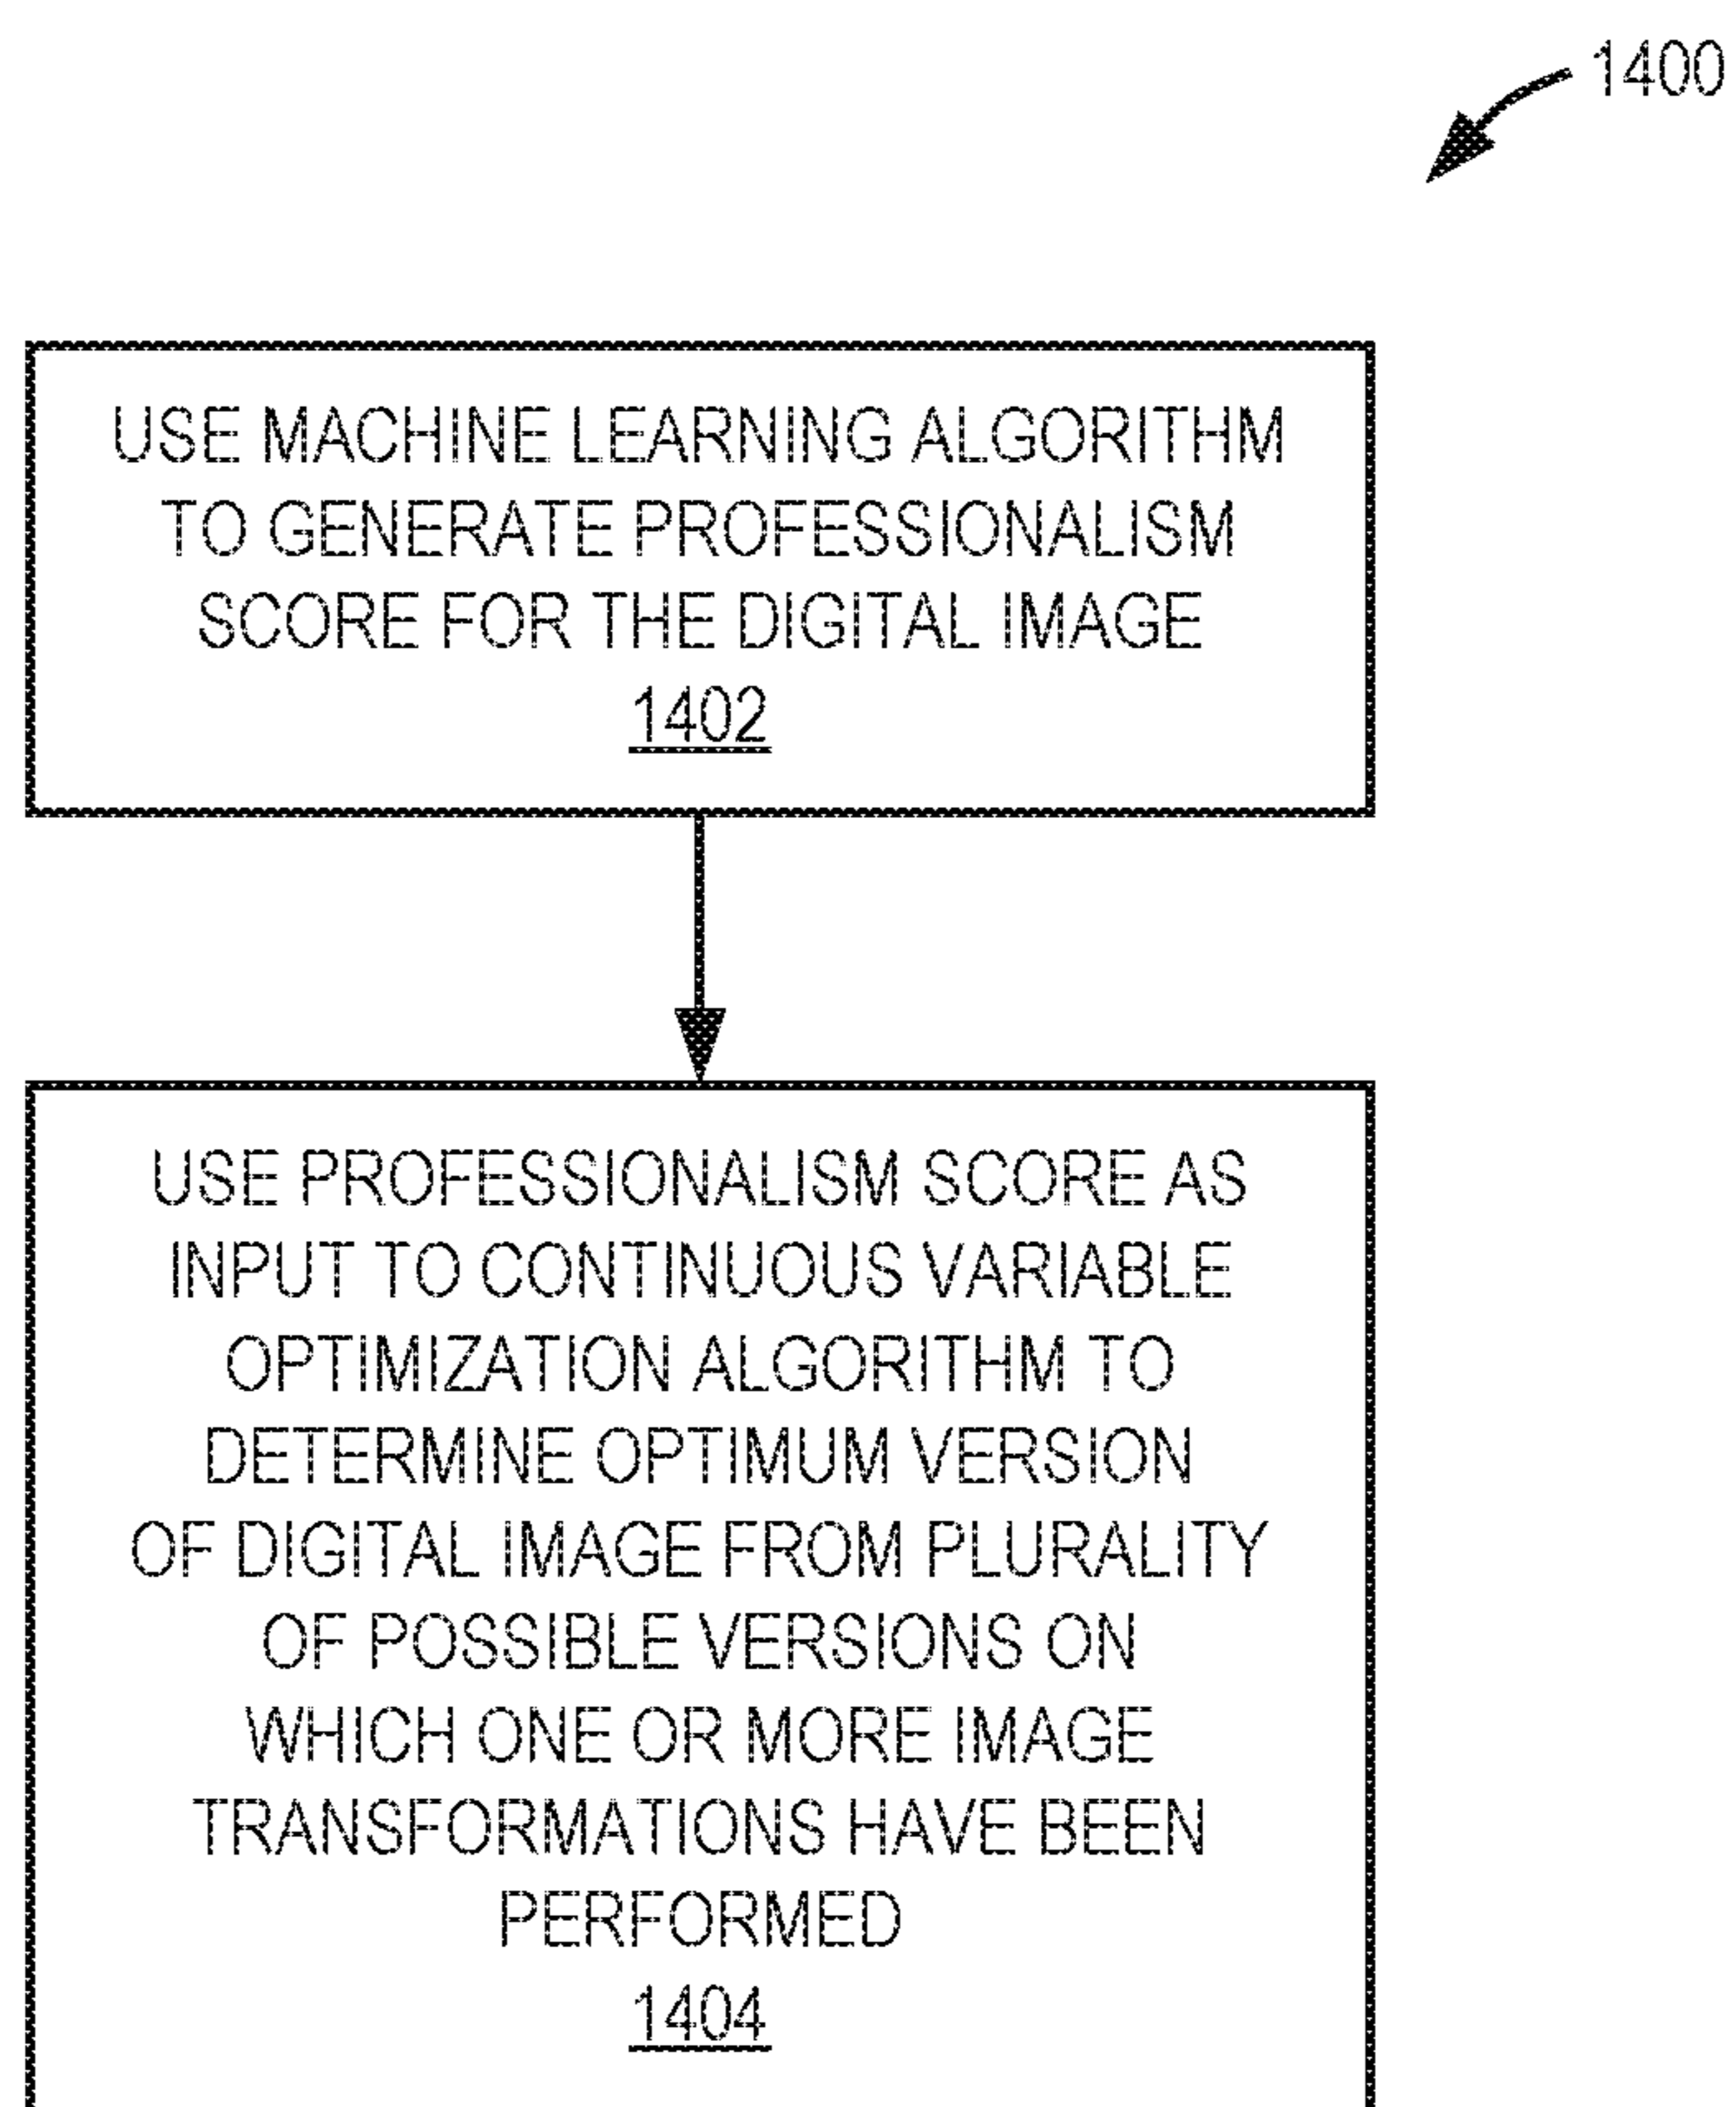 1400
USE MACHINE LEARNING ALGORITHM
TO GENERATE PROFESSIONALISM
SCORE FOR THE DIGITAL IMAGE
1402
USE PROFESSIONALISM SCORE AS
INPUT TO CONTINUOUS VARIABLE
OPTIMIZATION ALGORITHM TO
DETERMINE OPTIMUM VERSION
OF DIGITAL IMAGE FROM PLURALITY
OF POSSIBLE VERSIONS ON
WHICH ONE OR MORE IMAGE
TRANSFORMATIONS HAVE BEEN
PERFORMED
1404